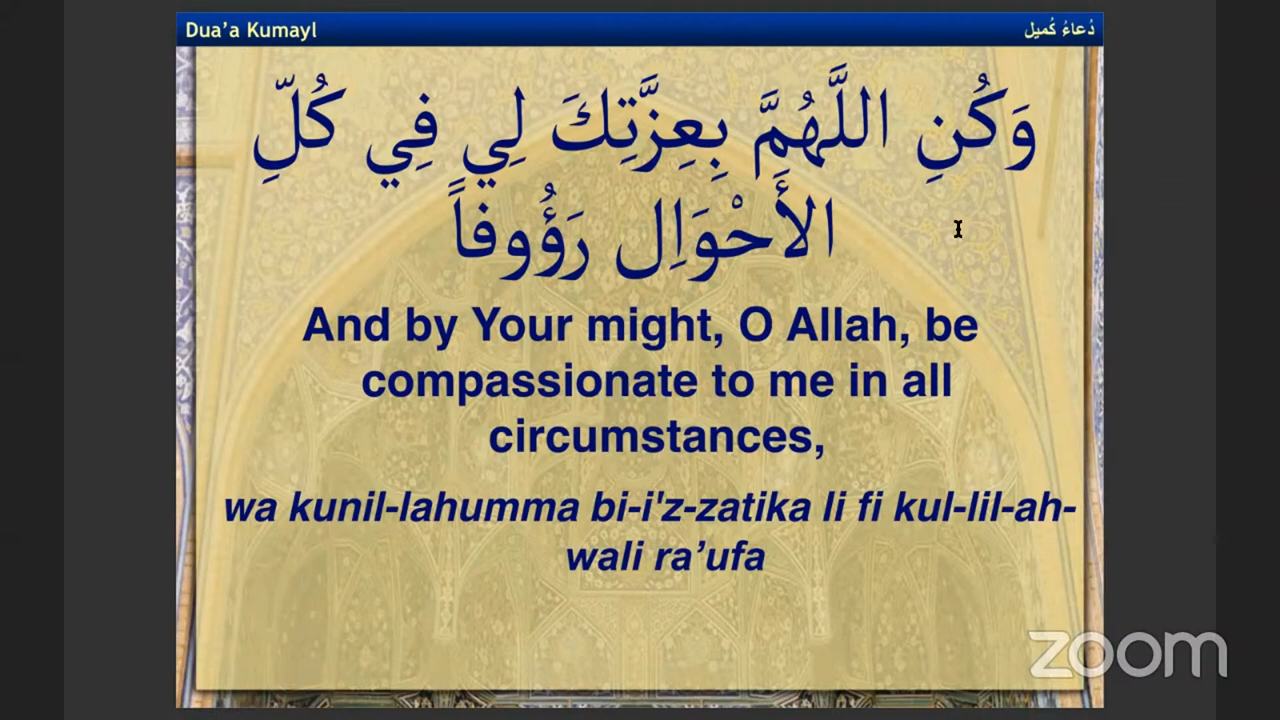 Dua’a Kumayl
دُعاءُ كُميل
وَكُنِ اللَّهُمَّ بِعِزَّتِكَ لِي فِي كُلِّ
الأَحْوَالِ رَؤُوفاً
And by Your might, O Allah, be
compassionate to me in all
circumstances,
wa kunil-lahumma bi-i'z-zatika li fi kul-lil-ah-
wali ra’ufa
zoom